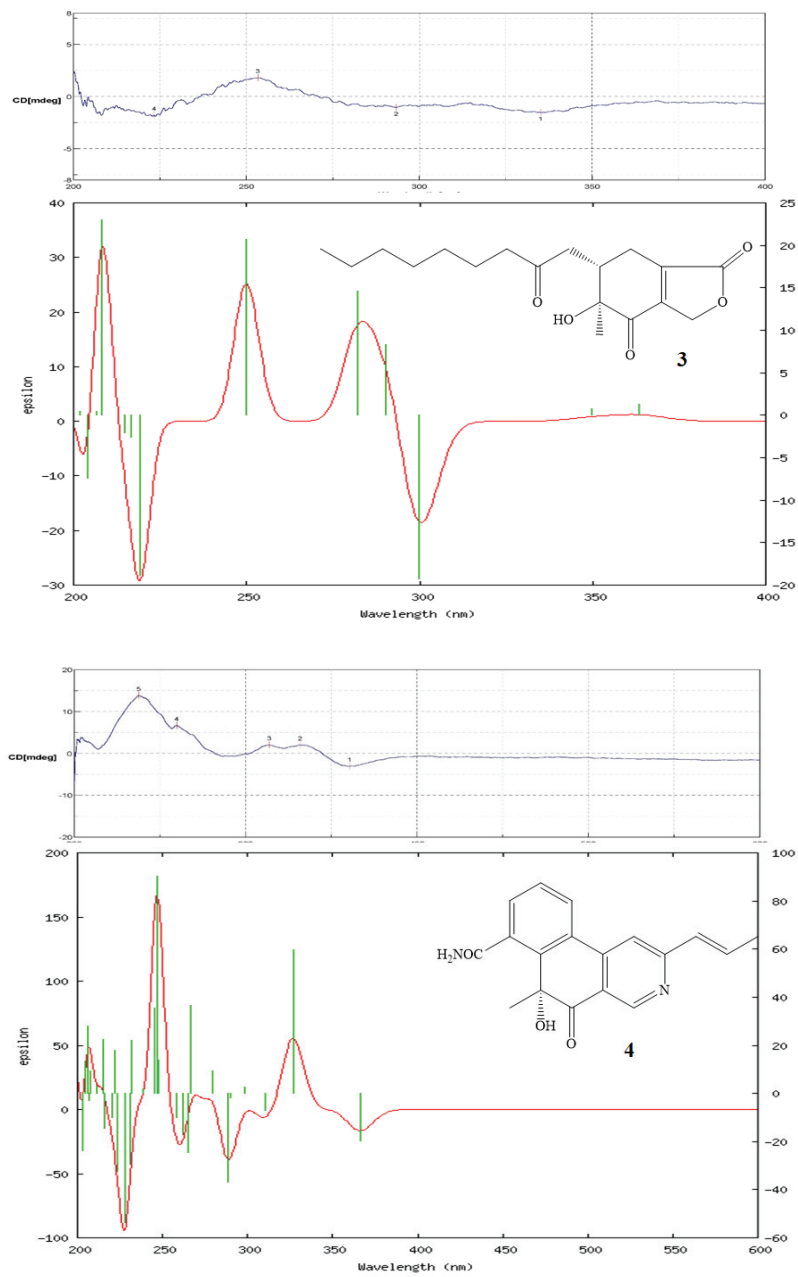 8
5
3
CD[mdeg] 0
4 2 1
-5
-8
200 250 300 350 400
40 25
30 20
20 15
10 10
0 5
-10 0
-20 -5
-30 -10
-15
-20
epsilon
O
O
O
HO
O
3
200 250 300 350 400
Wavelength (nm)
20
5
10
4
3 2
CD[mdeg] 0
1
-10
-20
200 100
150 80
100 60
50 40
0 20
-50 0
-100 -20
-40
-60
epsilon
H2NOC
N
OH
O
4
200 250 300 350 400 450 500 550 600
Wavelength (nm)